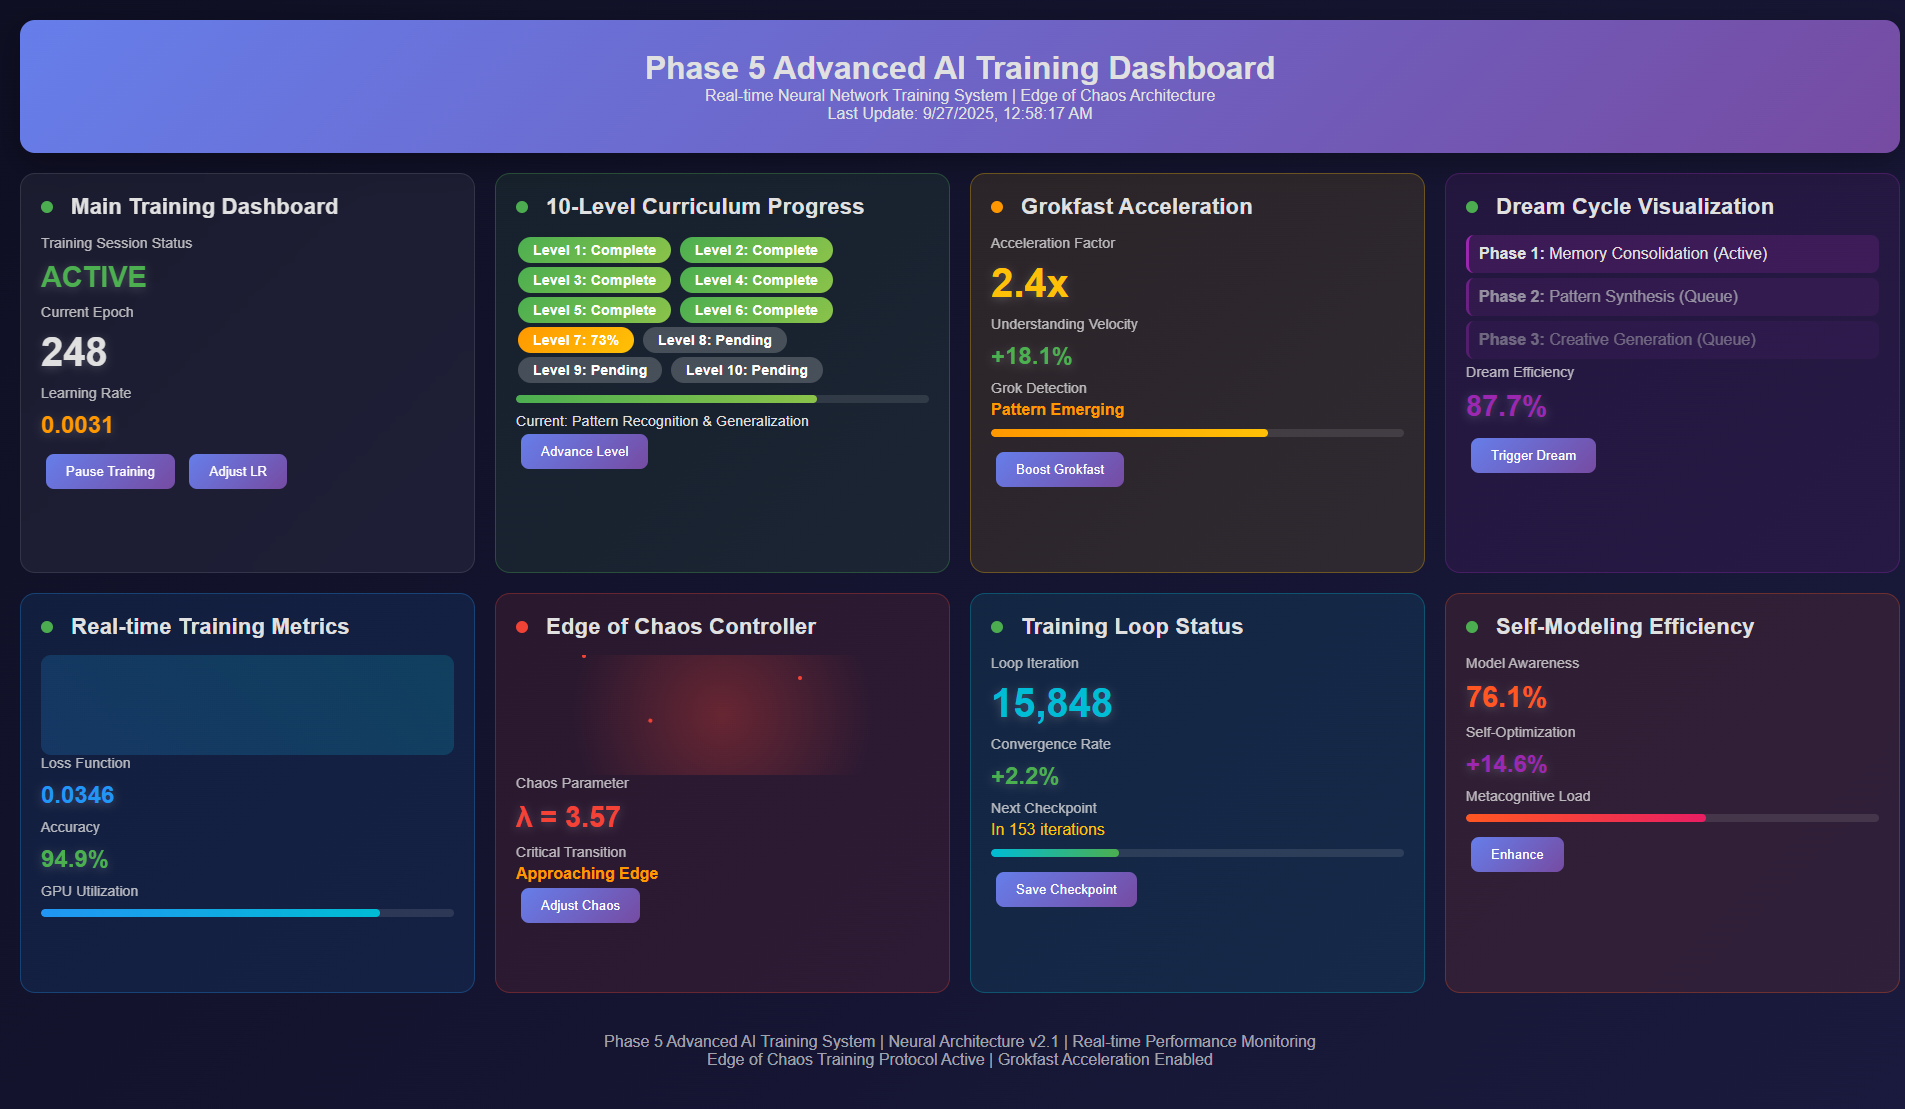 Phase 5 Advanced AI Training Dashboard
Real-time Neural Network Training System | Edge of Chaos Architecture
Last Update: 9/27/2025, 12:58:17 AM
Main Training Dashboard
Training Session Status
ACTIVE
Current Epoch
248
Learning Rate
0.0031
Pause Training
Adjust LR
10-Level Curriculum Progress
Level 1: Complete
Level 2: Complete
Level 3: Complete
Level 4: Complete
Level 5: Complete
Level 6: Complete
Level 7: 73%
Level 8: Pending
Level 9: Pending
Level 10: Pending
Current: Pattern Recognition & Generalization
Advance Level
Grokfast Acceleration
Acceleration Factor
2.4x
Understanding Velocity
+18.1%
Grok Detection
Pattern Emerging
Boost Grokfast
Dream Cycle Visualization
Phase 1: Memory Consolidation (Active)
Phase 2: Pattern Synthesis (Queue)
Phase 3: Creative Generation (Queue)
Dream Efficiency
87.7%
Trigger Dream
Real-time Training Metrics
Loss Function
0.0346
Accuracy
94.9%
GPU Utilization
Edge of Chaos Controller
Chaos Parameter
λ = 3.57
Critical Transition
Approaching Edge
Adjust Chaos
Training Loop Status
Loop Iteration
15,848
Convergence Rate
+2.2%
Next Checkpoint
In 153 iterations
Save Checkpoint
Self-Modeling Efficiency
Model Awareness
76.1%
Self-Optimization
+14.6%
Metacognitive Load
Enhance
Phase 5 Advanced AI Training System | Neural Architecture v2.1 | Real-time Performance Monitoring
Edge of Chaos Training Protocol Active | Grokfast Acceleration Enabled